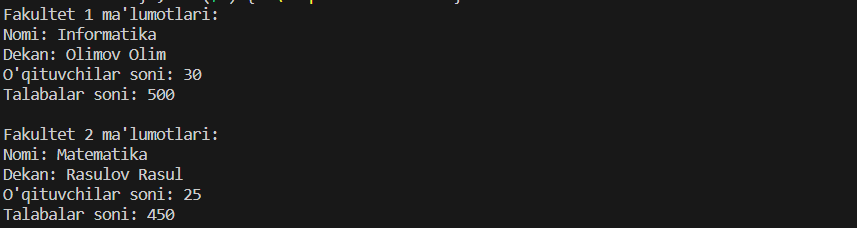 Fakultet 1 ma'lumotlari:
Nomi: Informatika
Dekan: Olimov Olim
O'qituvchilar soni: 30
Talabalar soni: 500

Fakultet 2 ma'lumotlari:
Nomi: Matematika
Dekan: Rasulov Rasul
O'qituvchilar soni: 25
Talabalar soni: 450